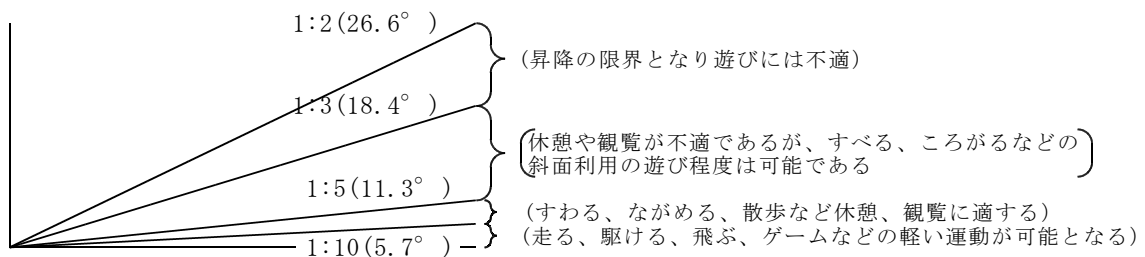 1:2(26.6°)
(昇降の限界となり遊びには不適)
1:3(18.4°)
(休憩や観覧が不適であるが、すべる、ころがるなどの
斜面利用の遊び程度は可能である)
1:5(11.3°)
(すわる、ながめる、散歩など休憩、観覧に適する)
(走る、駆ける、飛ぶ、ゲームなどの軽い運動が可能となる)
1:10(5.7°)